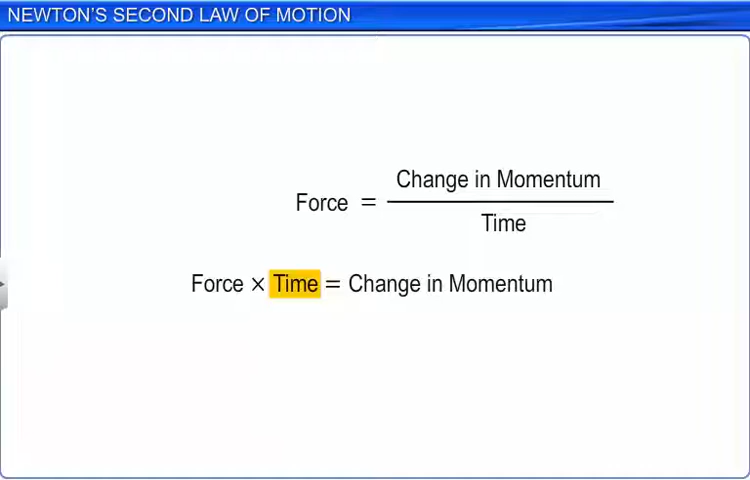 NEWTON'S SECOND LAW OF MOTION
Force = Change in Momentum / Time
Force × Time = Change in Momentum